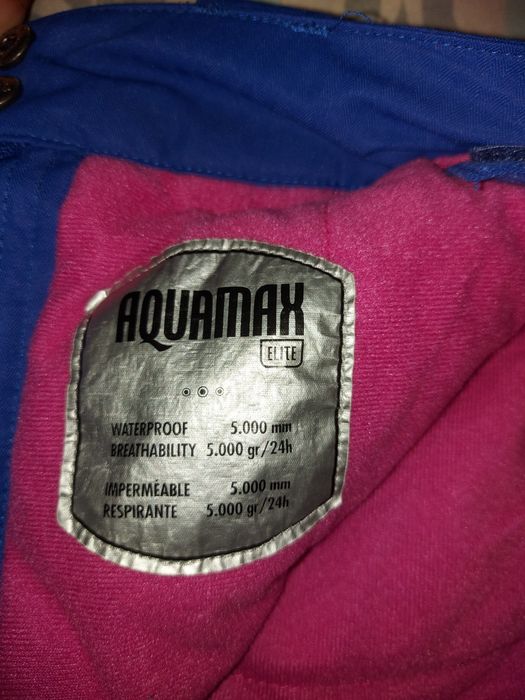 AQUAMAX
ELITE
WATERPROOF 5.000 mm
BREATHABILITY 5.000 gr/24h
IMPERMÉABLE 5.000 mm
RESPIRANTE 5.000 gr/24h